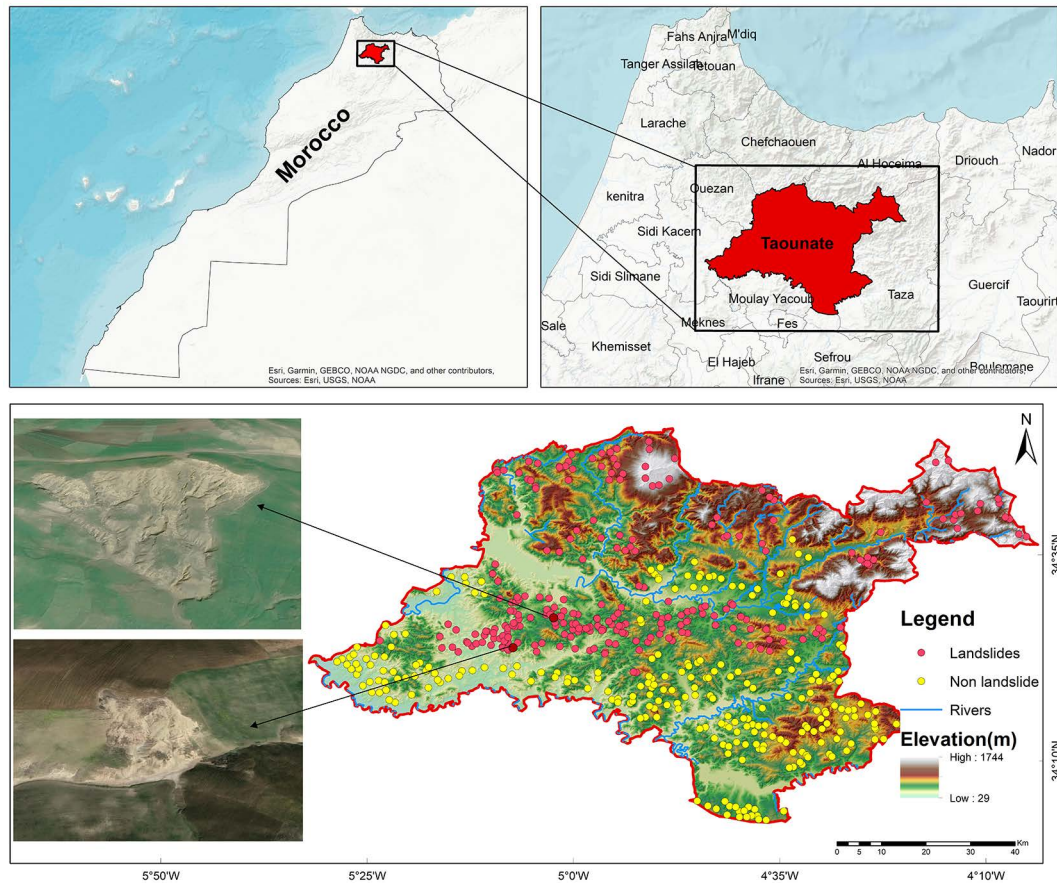 Morocco
Esri, Garmin, GEBCO, NOAA NGDC, and other contributors,
Sources: Esri, USGS, NOAA
Fahs Anjra
M'diq
Tanger Assilah
Tetouan
Larache
Chefchaouen
Al Hoceima
Driouch
Nador
Ouezan
kenitra
Sidi Kacem
Taounate
Sidi Slimane
Moulay Yacoub
Taza
Guercif
Taourirt
Sale
Meknes
Fes
Khemisset
El Hajeb
Sefrou
Ifrane
Boulemane
Esri, Garmin, GEBCO, NOAA NGDC, and other contributors,
Sources: Esri, USGS, NOAA
N
34°35'N
34°10'N
Legend
Landslides
Non landslide
Rivers
Elevation(m)
High : 1744
Low : 29
Km
0 5 10 20 30 40
5°50'W 5°25'W 5°0'W 4°35'W 4°10'W